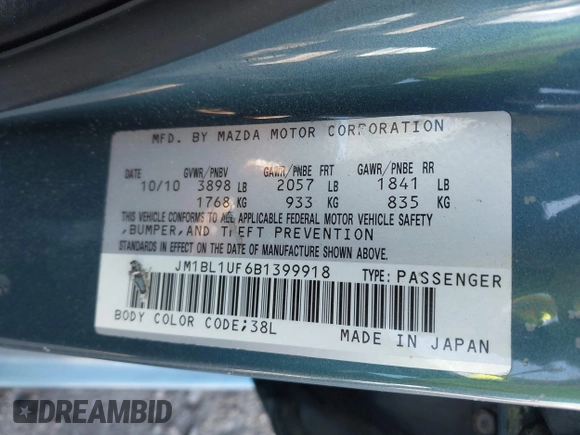 MFD. BY MAZDA MOTOR CORPORATION
DATE GVWR/PNBV GAWR/PNBE FRT GAWR/PNBE RR
10/10 3898 LB 2057 LB 1841 LB
1768 KG 933 KG 835 KG
THIS VEHICLE CONFORMS TO ALL APPLICABLE FEDERAL MOTOR VEHICLE SAFETY
,BUMPER,AND THEFT PREVENTION
STANDARDS IN EFFECT ON THE DATE OF MANUFACTURE SHOWN ABOVE.
JM1BL1UF6B1399918 TYPE: PASSENGER
BODY COLOR CODE;38L MADE IN JAPAN
DREAMBID